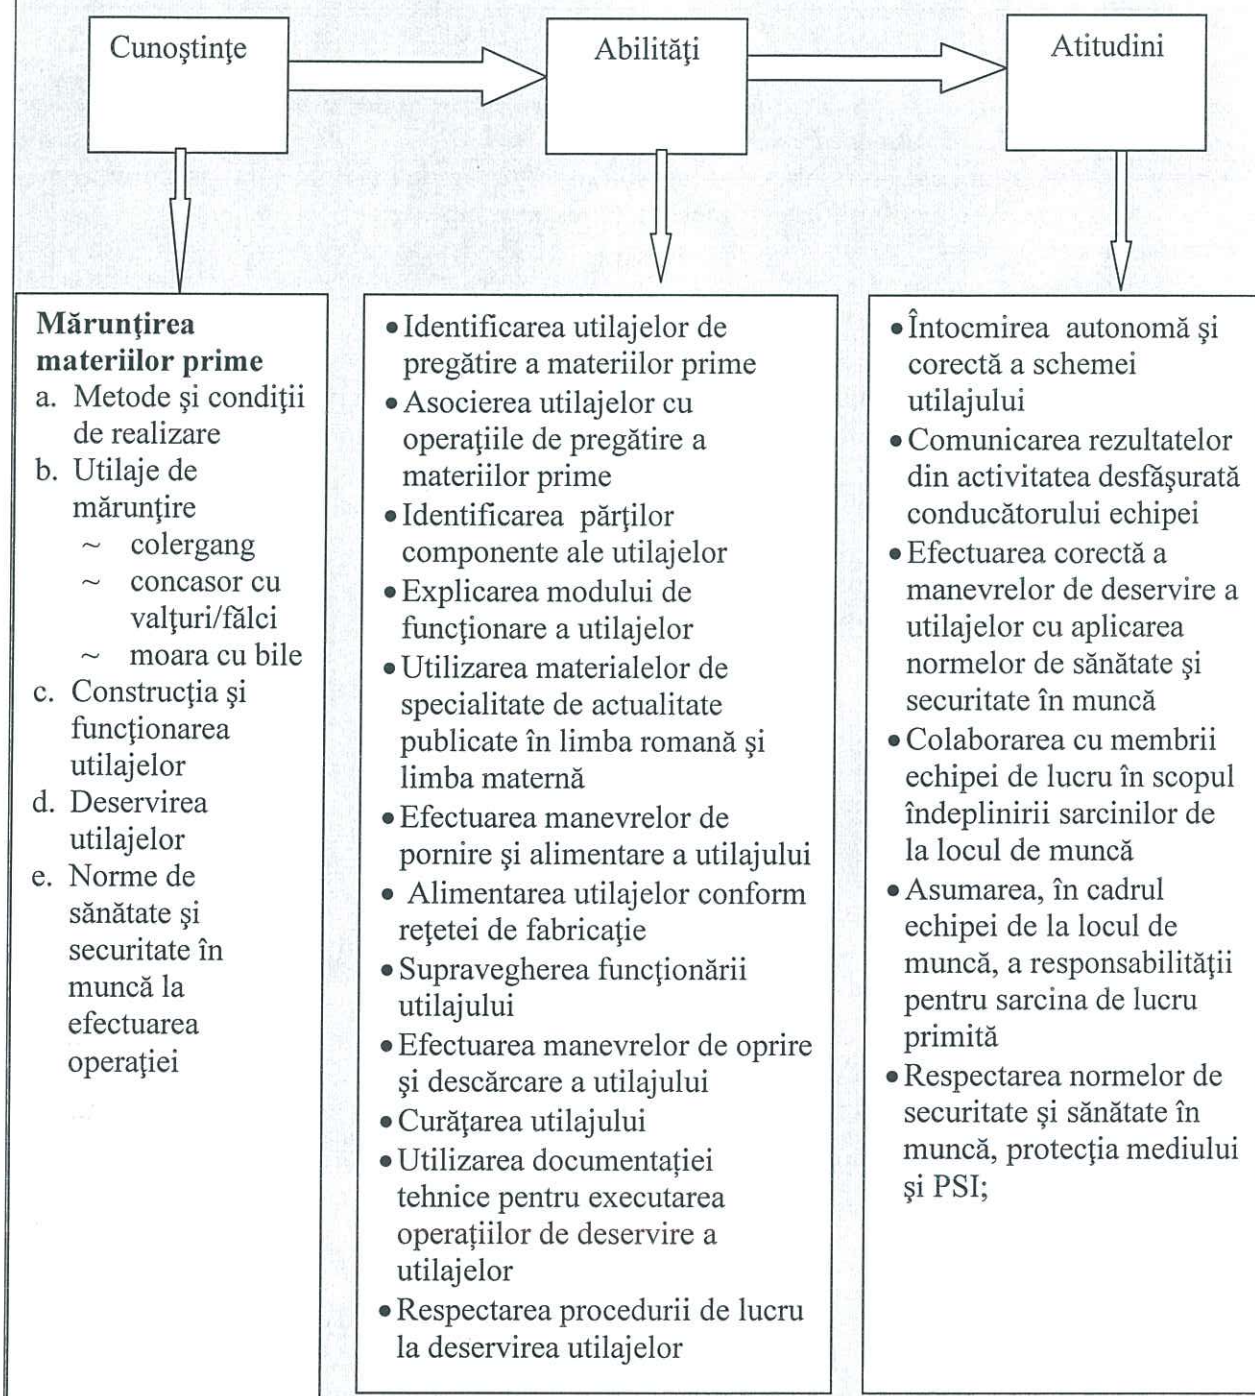 Cunoştinţe
Abilităţi
Atitudini
Mărunţirea
materiilor prime
a. Metode şi condiţii
de realizare
b. Utilaje de
mărunţire
~ colergang
~ concasor cu
valţuri/fălci
~ moara cu bile
c. Construcţia şi
funcţionarea
utilajelor
d. Deservirea
utilajelor
e. Norme de
sănătate şi
securitate în
muncă la
efectuarea
operaţiei
• Identificarea utilajelor de
pregătire a materiilor prime
• Asocierea utilajelor cu
operaţiile de pregătire a
materiilor prime
• Identificarea părţilor
componente ale utilajelor
• Explicarea modului de
funcţionare a utilajelor
• Utilizarea materialelor de
specialitate de actualitate
publicate în limba romană şi
limba maternă
• Efectuarea manevrelor de
pornire şi alimentare a utilajului
• Alimentarea utilajelor conform
reţetei de fabricaţie
• Supravegherea funcţionării
utilajului
• Efectuarea manevrelor de oprire
şi descărcare a utilajului
• Curăţarea utilajului
• Utilizarea documentației
tehnice pentru executarea
operațiilor de deservire a
utilajelor
• Respectarea procedurii de lucru
la deservirea utilajelor
• Întocmirea autonomă şi
corectă a schemei
utilajului
• Comunicarea rezultatelor
din activitatea desfăşurată
conducătorului echipei
• Efectuarea corectă a
manevrelor de deservire a
utilajelor cu aplicarea
normelor de sănătate şi
securitate în muncă
• Colaborarea cu membrii
echipei de lucru în scopul
îndeplinirii sarcinilor de
la locul de muncă
• Asumarea, în cadrul
echipei de la locul de
muncă, a responsabilităţii
pentru sarcina de lucru
primită
• Respectarea normelor de
securitate și sănătate în
muncă, protecţia mediului
şi PSI;